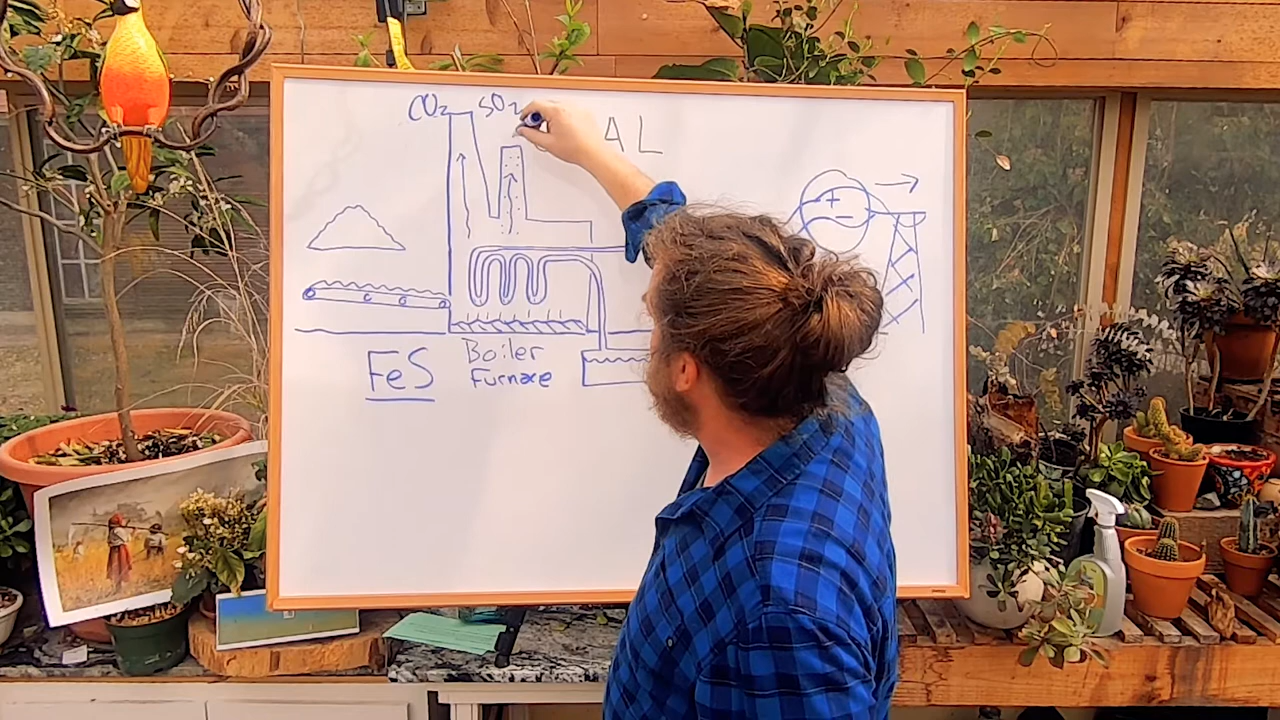 CO₂ SO₂
AL
+
−
FeS
Boiler
Furnace